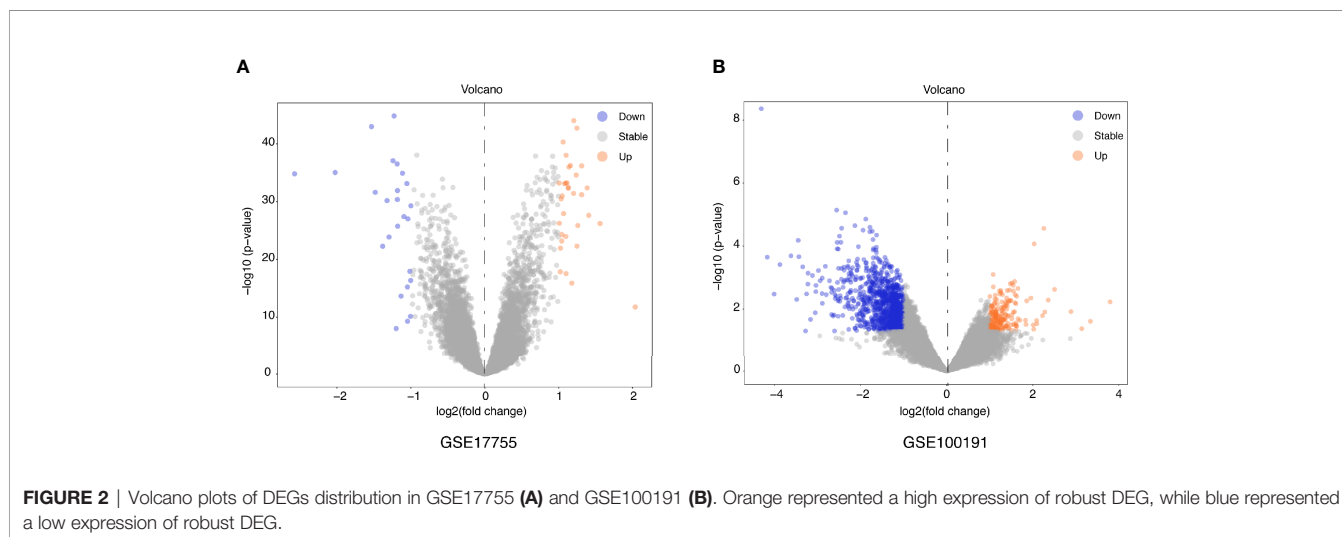 A
Volcano
Down
Stable
Up
−log10 (p−value)
40
30
20
10
0
−2
−1
0
1
2
log2(fold change)
GSE17755
B
Volcano
Down
Stable
Up
−log10 (p−value)
8
6
4
2
0
−4
−2
0
2
4
log2(fold change)
GSE100191
FIGURE 2 | Volcano plots of DEGs distribution in GSE17755 (A) and GSE100191 (B). Orange represented a high expression of robust DEG, while blue represented
a low expression of robust DEG.